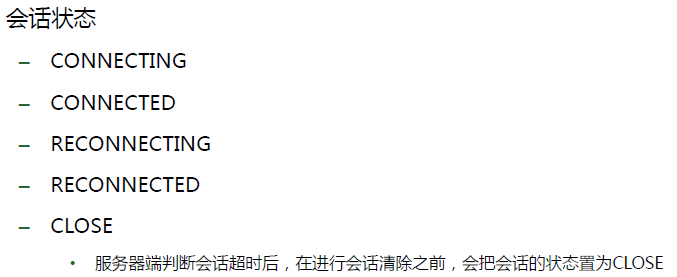 会话状态
– CONNECTING
– CONNECTED
– RECONNECTING
– RECONNECTED
– CLOSE
• 服务器端判断会话超时后，在进行会话清除之前，会把会话的状态置为CLOSE